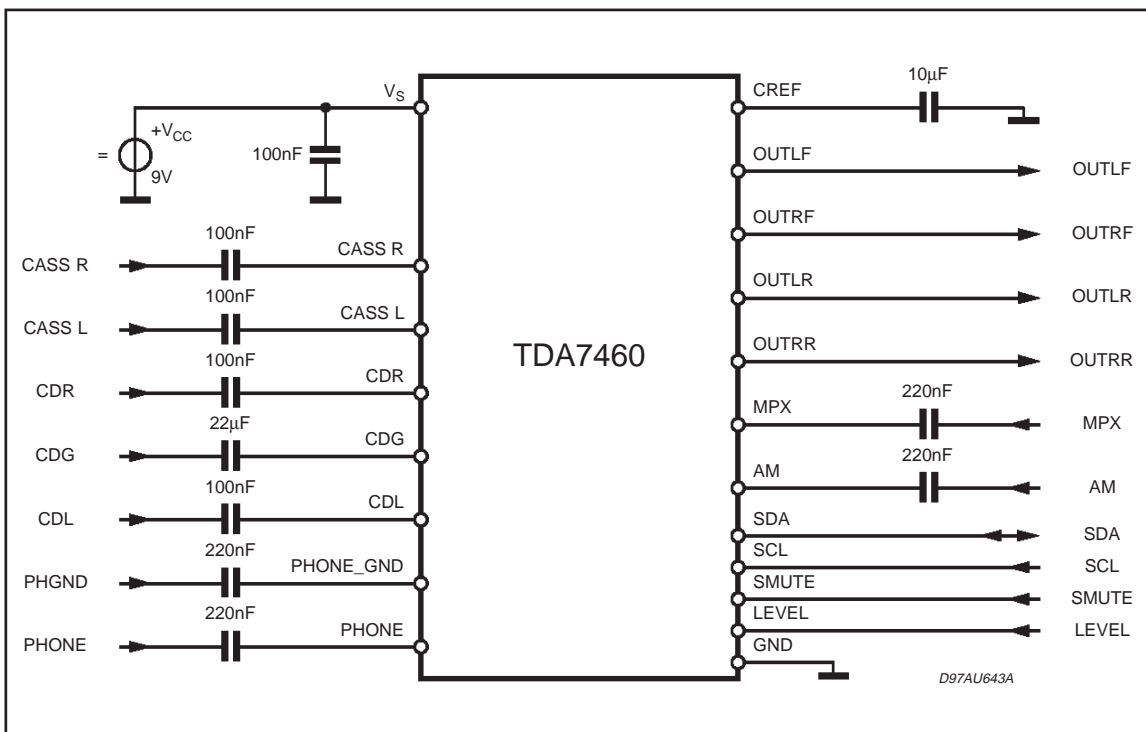 V_S
+V_CC
=
9V
100nF
CASS R
100nF
CASS R
CASS L
100nF
CASS L
CDR
100nF
CDR
CDG
22μF
CDG
CDL
100nF
CDL
PHGND
220nF
PHONE_GND
PHONE
220nF
PHONE
TDA7460
CREF
10μF
OUTLF
OUTLF
OUTRF
OUTRF
OUTLR
OUTLR
OUTRR
OUTRR
MPX
220nF
MPX
AM
220nF
AM
SDA
SDA
SCL
SCL
SMUTE
SMUTE
LEVEL
LEVEL
GND
D97AU643A